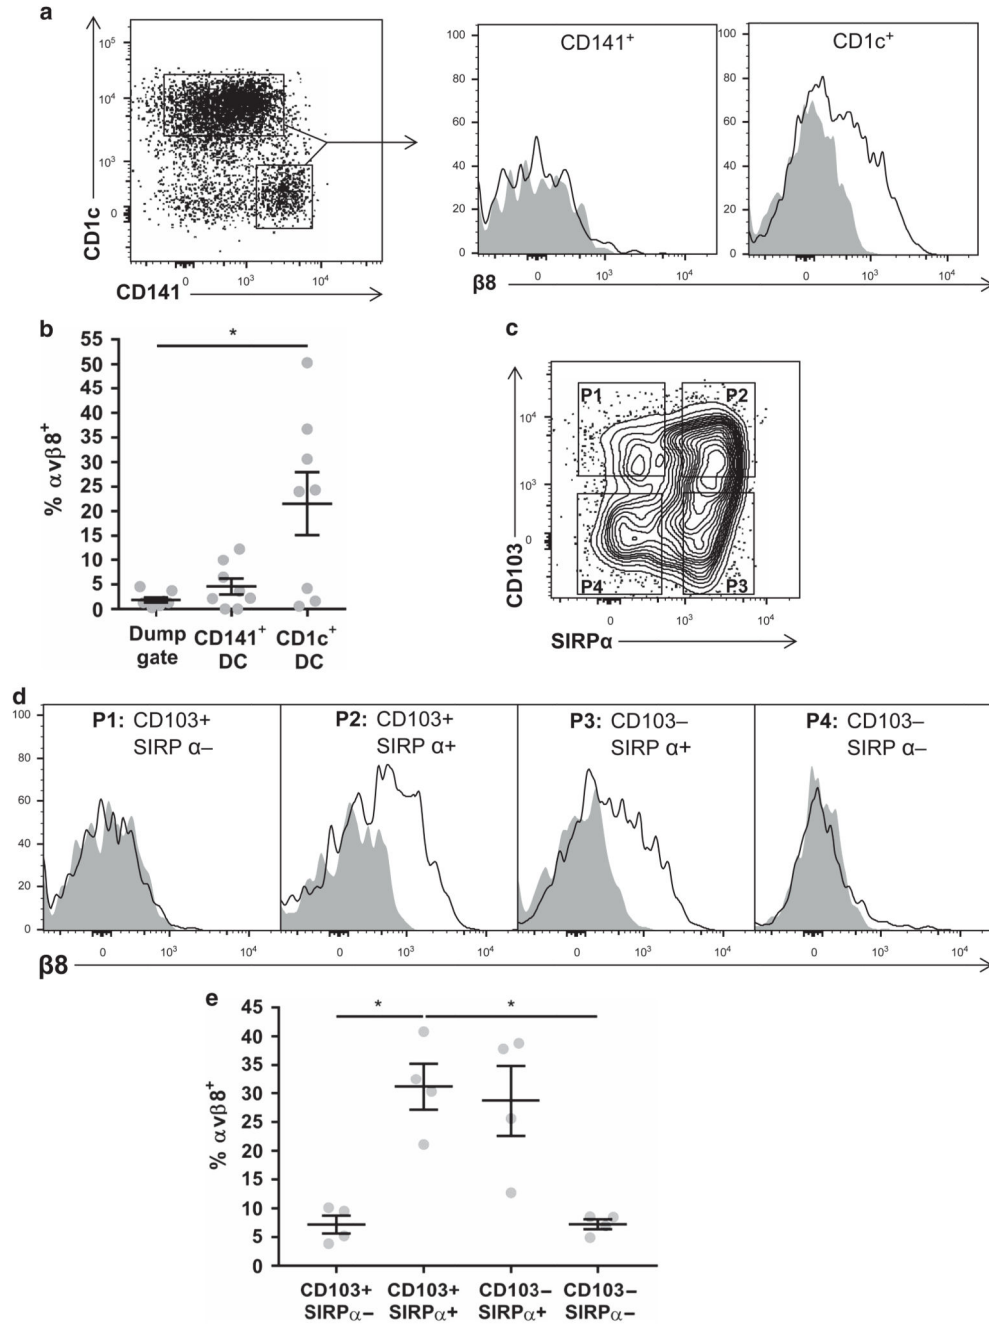 a
CD1c
10⁵
10⁴
10³
0
CD141
0 10³ 10⁴
CD141⁺
100
80
60
40
20
0
0 10³ 10⁴
CD1c⁺
100
80
60
40
20
0
0 10³ 10⁴
β8
b
% αvβ8⁺
55
50
45
40
35
30
25
20
15
10
5
0
*
Dump
gate
CD141⁺
DC
CD1c⁺
DC
c
CD103
10⁴
10³
0
P1
P2
P4
P3
0 10³ 10⁴
SIRPα
d
100
80
60
40
20
0
P1: CD103+
SIRP α–
P2: CD103+
SIRP α+
P3: CD103–
SIRP α+
P4: CD103–
SIRP α–
0 10³ 10⁴
0 10³ 10⁴
0 10³ 10⁴
0 10³ 10⁴
β8
e
% αvβ8⁺
45
40
35
30
25
20
15
10
5
0
* *
CD103+
SIRPα–
CD103+
SIRPα+
CD103–
SIRPα+
CD103–
SIRPα–